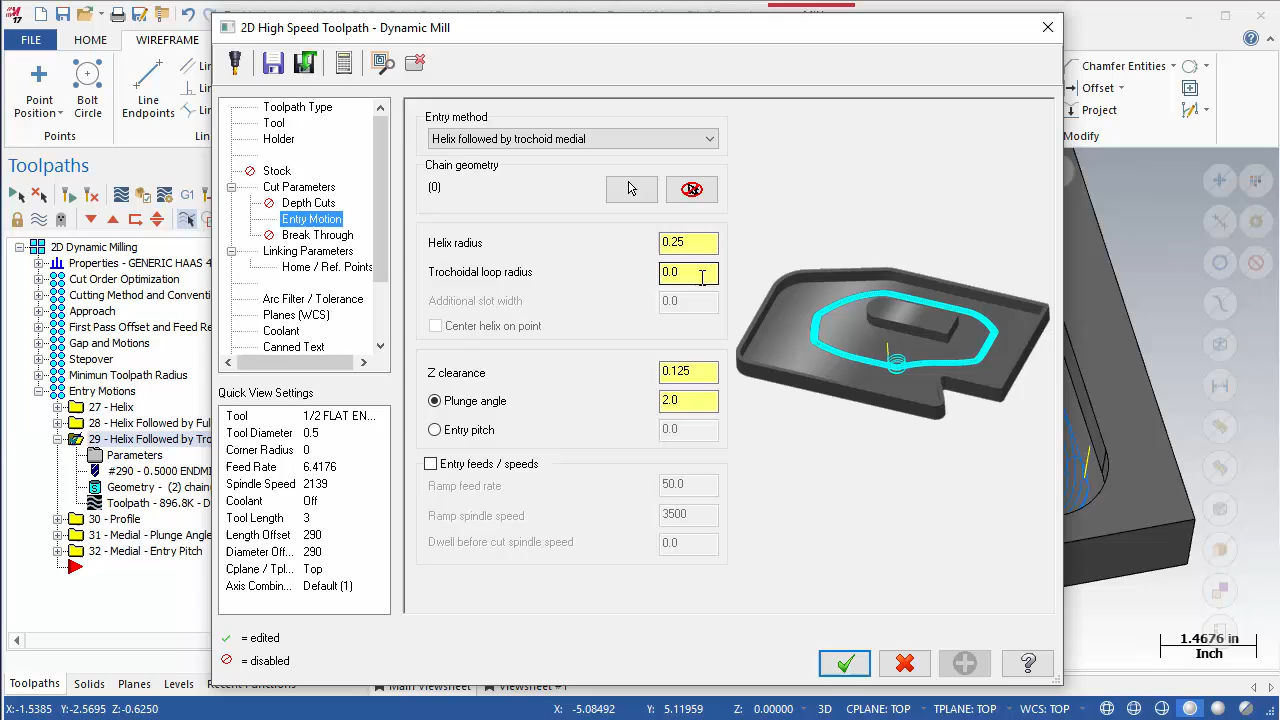 17
2D High Speed Toolpath - Dynamic Mill
FILE
HOME
WIREFRAME
Point
Position
Bolt
Circle
Line
Endpoints
Points
Chamfer Entities
Offset
Project
Modify
Toolpaths
G1
2D Dynamic Milling
Properties - GENERIC HAAS 4
Cut Order Optimization
Cutting Method and Convention
Approach
First Pass Offset and Feed Re
Gap and Motions
Stepover
Minimun Toolpath Radius
Entry Motions
27 - Helix
28 - Helix Followed by Ful
29 - Helix Followed by Tro
Parameters
#290 - 0.5000 ENDMI
Geometry - (2) chain(
Toolpath - 896.8K - D
30 - Profile
31 - Medial - Plunge Angle
32 - Medial - Entry Pitch
Toolpath Type
Tool
Holder
Stock
Cut Parameters
Depth Cuts
Entry Motion
Break Through
Linking Parameters
Home / Ref. Points
Arc Filter / Tolerance
Planes (WCS)
Coolant
Canned Text
Quick View Settings
Tool 1/2 FLAT EN...
Tool Diameter 0.5
Corner Radius 0
Feed Rate 6.4176
Spindle Speed 2139
Coolant Off
Tool Length 3
Length Offset 290
Diameter Off... 290
Cplane / Tpl... Top
Axis Combin... Default (1)
= edited
= disabled
Entry method
Helix followed by trochoid medial
Chain geometry
(0)
Helix radius 0.25
Trochoidal loop radius 0.0
Additional slot width 0.0
Center helix on point
Z clearance 0.125
Plunge angle 2.0
Entry pitch 0.0
Entry feeds / speeds
Ramp feed rate 50.0
Ramp spindle speed 3500
Dwell before cut spindle speed 0.0
1.4676 in
Inch
Toolpaths Solids Planes Levels Recent Functions
Main Viewsheet Viewsheet #1
X:-1.5385 Y:-2.5695 Z:-0.6250 X: -5.08492 Y: 5.11959 Z: 0.00000 3D CPLANE: TOP TPLANE: TOP WCS: TOP